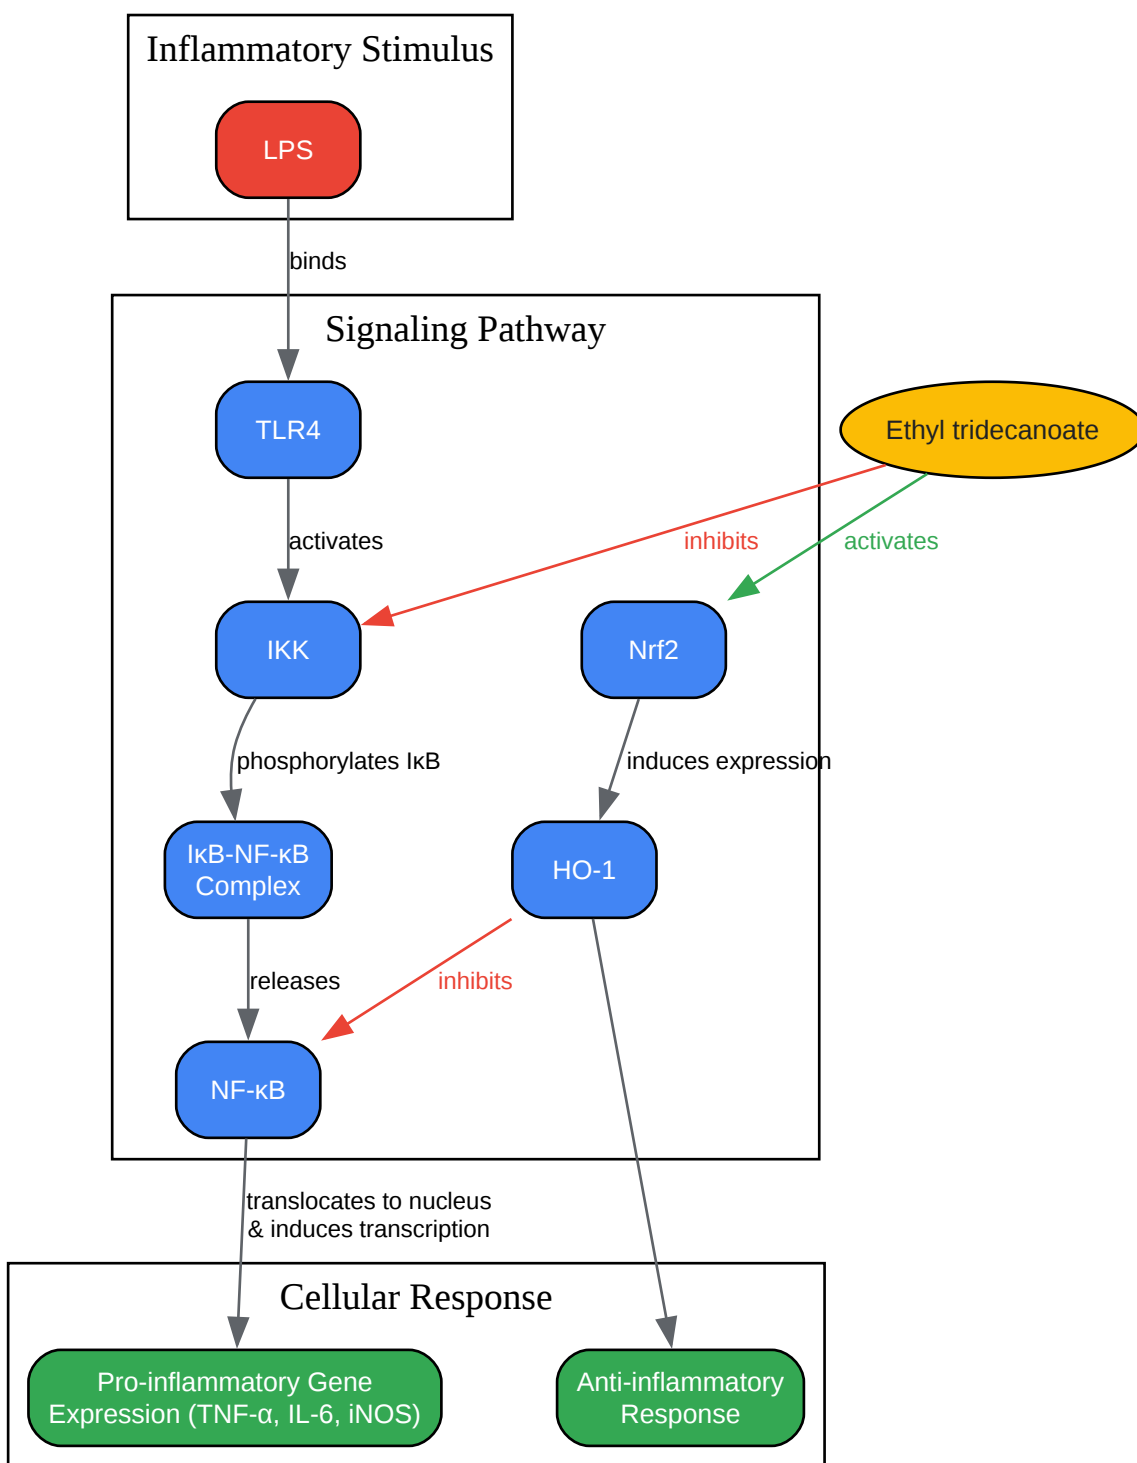 Inflammatory Stimulus
LPS
binds
Signaling Pathway
TLR4
Ethyl tridecanoate
activates
inhibits
activates
IKK
Nrf2
phosphorylates IκB
induces expression
IκB-NF-κB
Complex
HO-1
releases
inhibits
NF-κB
translocates to nucleus
& induces transcription
Cellular Response
Pro-inflammatory Gene
Expression (TNF-α, IL-6, iNOS)
Anti-inflammatory
Response